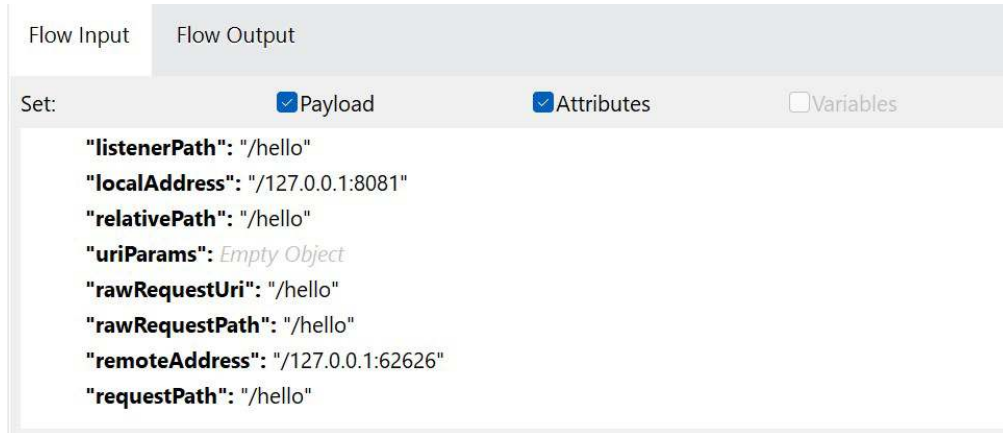 Flow Input Flow Output
Set: Payload Attributes Variables
"listenerPath": "/hello"
"localAddress": "/127.0.0.1:8081"
"relativePath": "/hello"
"uriParams": Empty Object
"rawRequestUri": "/hello"
"rawRequestPath": "/hello"
"remoteAddress": "/127.0.0.1:62626"
"requestPath": "/hello"